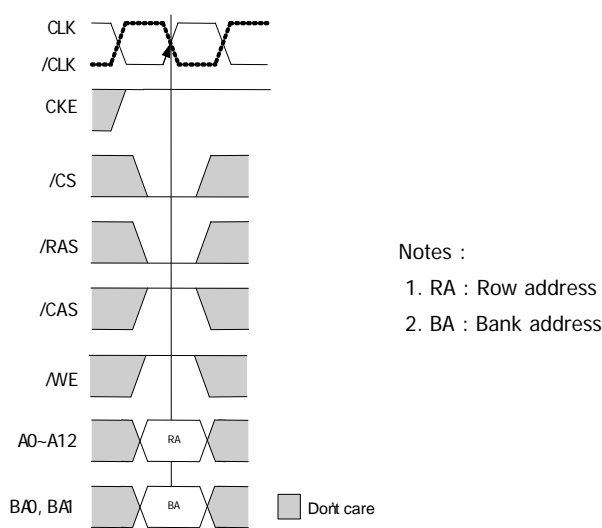 CLK
/CLK
CKE
/CS
/RAS
/CAS
/WE
A0~A12
RA
BA0, BA1
BA
Don't care
Notes :
1. RA : Row address
2. BA : Bank address